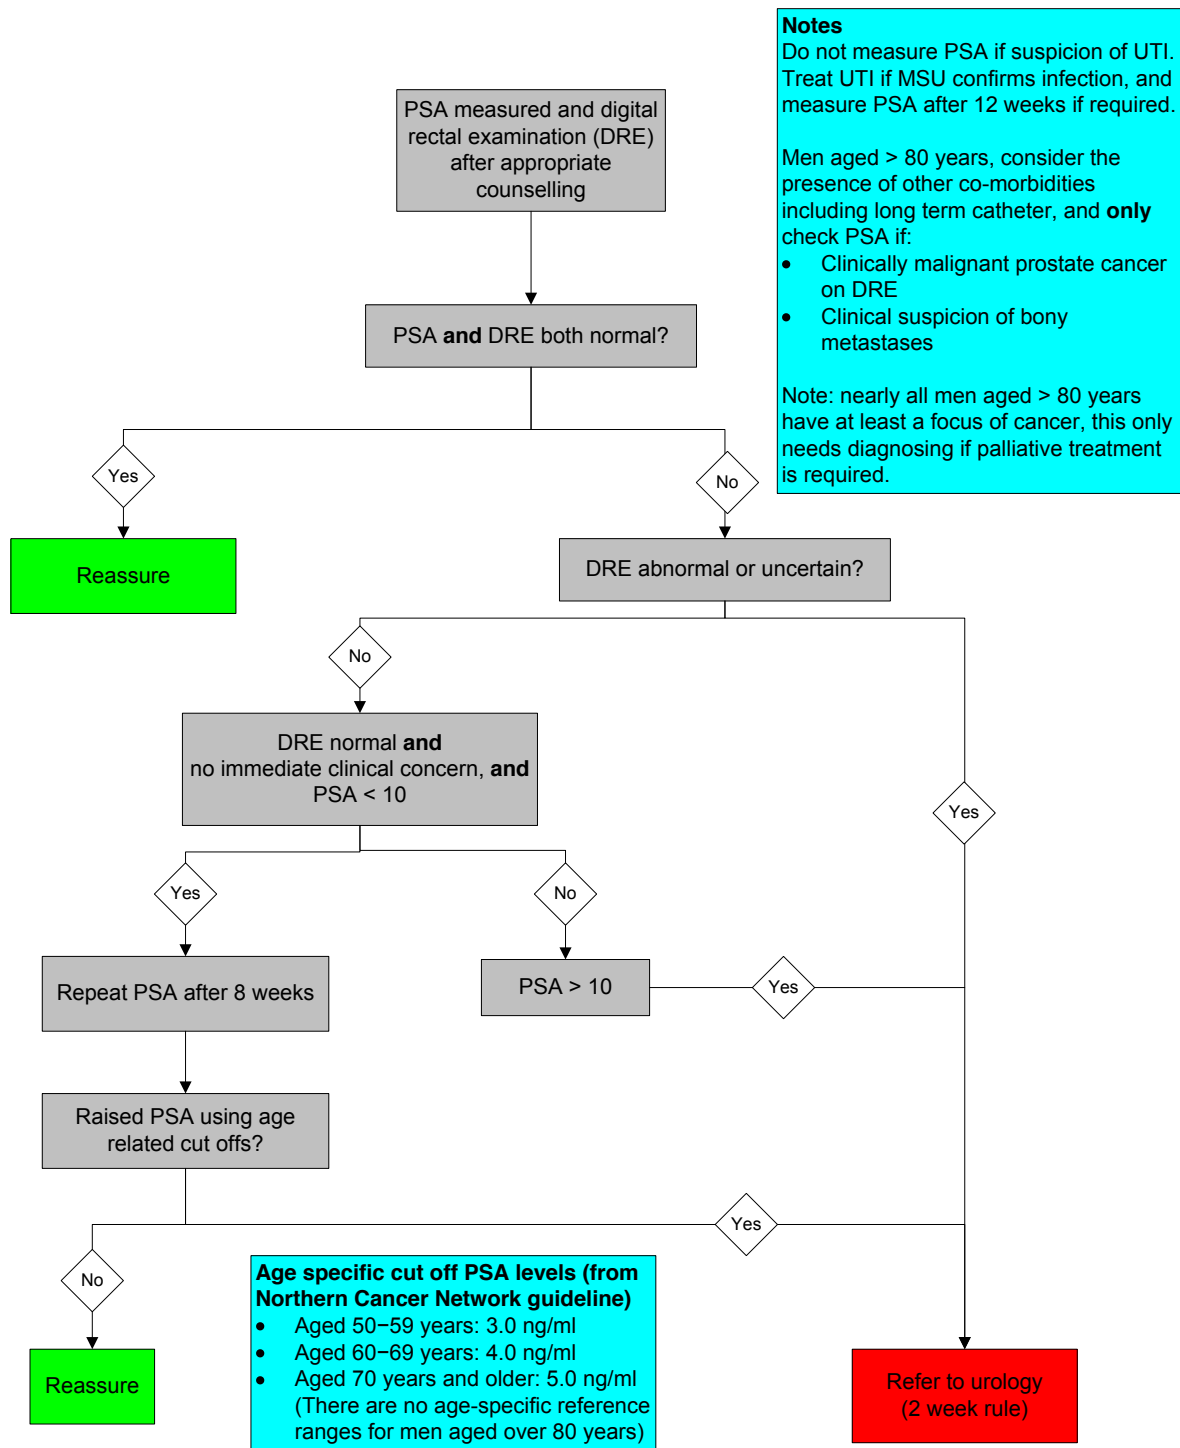 Notes
Do not measure PSA if suspicion of UTI.
Treat UTI if MSU confirms infection, and
measure PSA after 12 weeks if required.
Men aged > 80 years, consider the
presence of other co-morbidities
including long term catheter, and only
check PSA if:
• Clinically malignant prostate cancer
on DRE
• Clinical suspicion of bony
metastases
Note: nearly all men aged > 80 years
have at least a focus of cancer, this only
needs diagnosing if palliative treatment
is required.
PSA measured and digital
rectal examination (DRE)
after appropriate
counselling
PSA and DRE both normal?
Yes
No
Reassure
DRE abnormal or uncertain?
No
Yes
DRE normal and
no immediate clinical concern, and
PSA < 10
Yes
No
Repeat PSA after 8 weeks
PSA > 10
Yes
Raised PSA using age
related cut offs?
No
Yes
Reassure
Age specific cut off PSA levels (from
Northern Cancer Network guideline)
• Aged 50−59 years: 3.0 ng/ml
• Aged 60−69 years: 4.0 ng/ml
• Aged 70 years and older: 5.0 ng/ml
(There are no age-specific reference
ranges for men aged over 80 years)
Refer to urology
(2 week rule)